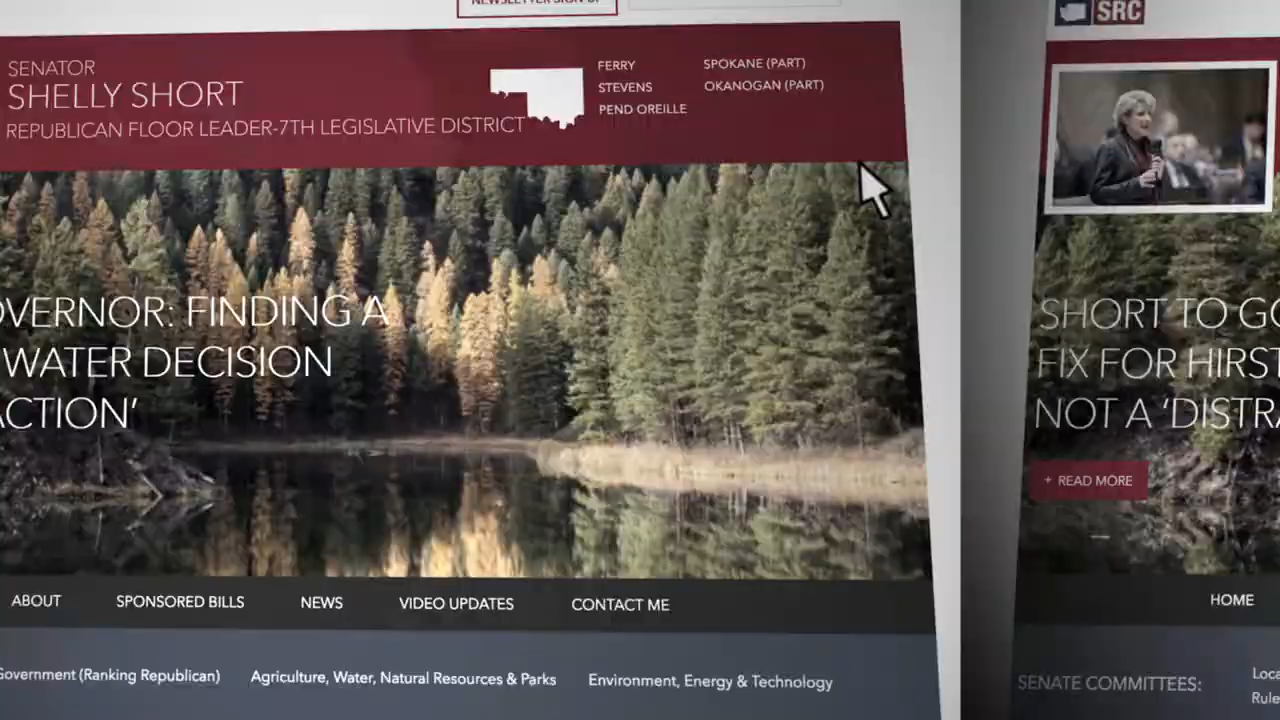 NEWSLETTER SIGN UP
SENATOR
SHELLY SHORT
REPUBLICAN FLOOR LEADER-7TH LEGISLATIVE DISTRICT
FERRY
STEVENS
PEND OREILLE
SPOKANE (PART)
OKANOGAN (PART)
OVERNOR: FINDING A
WATER DECISION
ACTION’
ABOUT
SPONSORED BILLS
NEWS
VIDEO UPDATES
CONTACT ME
Government (Ranking Republican)
Agriculture, Water, Natural Resources & Parks
Environment, Energy & Technology
SRC
SHORT TO GO
FIX FOR HIRST
NOT A ‘DISTRA
+ READ MORE
HOME
SENATE COMMITTEES:
Loca
Rule